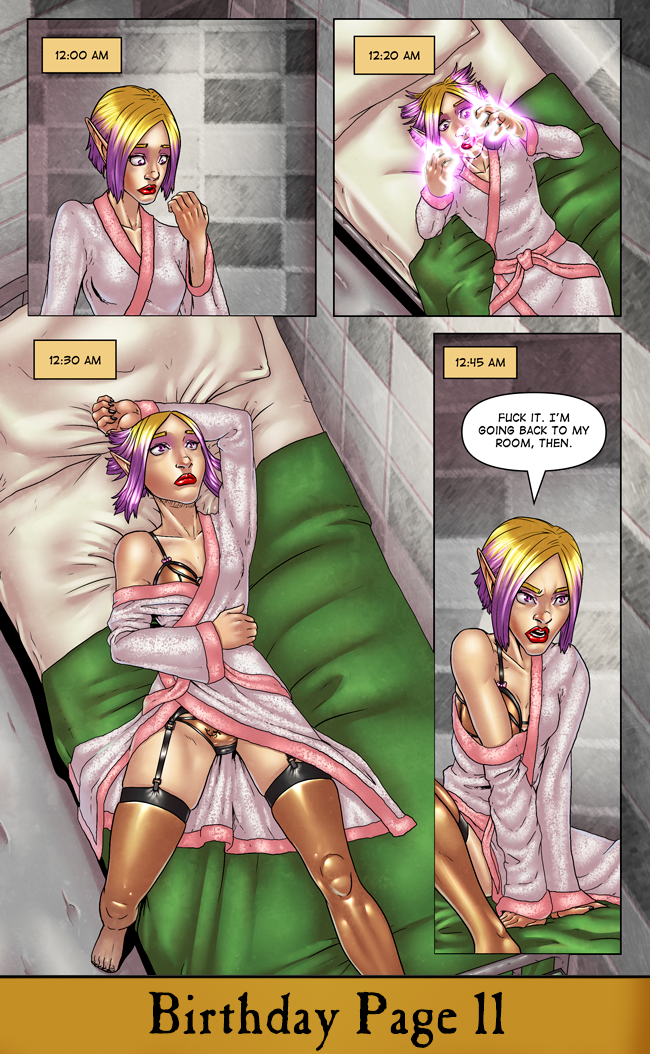 12:00 AM
12:20 AM
12:30 AM
12:45 AM
FUCK IT. I'M
GOING BACK TO MY
ROOM, THEN.
Birthday Page 11